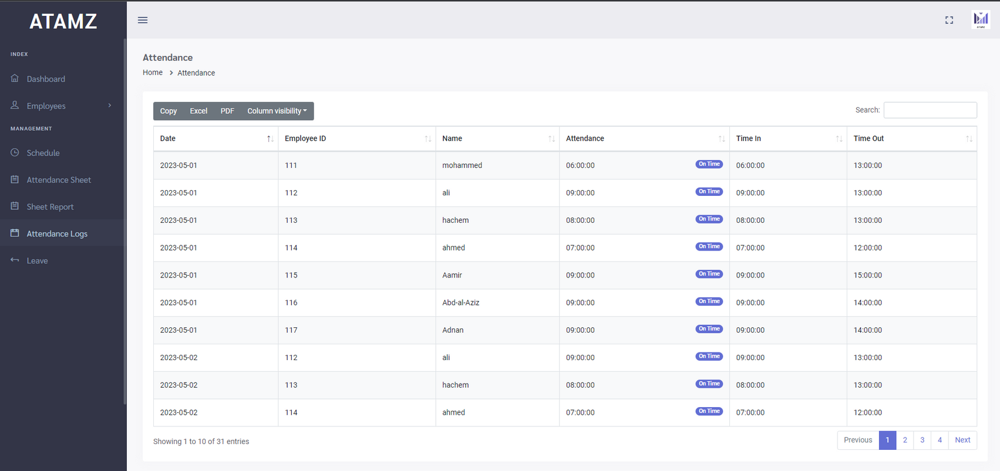 ATAMZ
INDEX
Dashboard
Employees
MANAGEMENT
Schedule
Attendance Sheet
Sheet Report
Attendance Logs
Leave
ATAMZ
Attendance
Home > Attendance
Copy Excel PDF Column visibility
Search:
Date Employee ID Name Attendance Time In Time Out
2023-05-01 111 mohammed 06:00:00 On Time 06:00:00 13:00:00
2023-05-01 112 ali 09:00:00 On Time 09:00:00 13:00:00
2023-05-01 113 hachem 08:00:00 On Time 08:00:00 13:00:00
2023-05-01 114 ahmed 07:00:00 On Time 07:00:00 12:00:00
2023-05-01 115 Aamir 09:00:00 On Time 09:00:00 15:00:00
2023-05-01 116 Abd-al-Aziz 09:00:00 On Time 09:00:00 14:00:00
2023-05-01 117 Adnan 09:00:00 On Time 09:00:00 14:00:00
2023-05-02 112 ali 09:00:00 On Time 09:00:00 13:00:00
2023-05-02 113 hachem 08:00:00 On Time 08:00:00 13:00:00
2023-05-02 114 ahmed 07:00:00 On Time 07:00:00 12:00:00
Showing 1 to 10 of 31 entries
Previous 1 2 3 4 Next